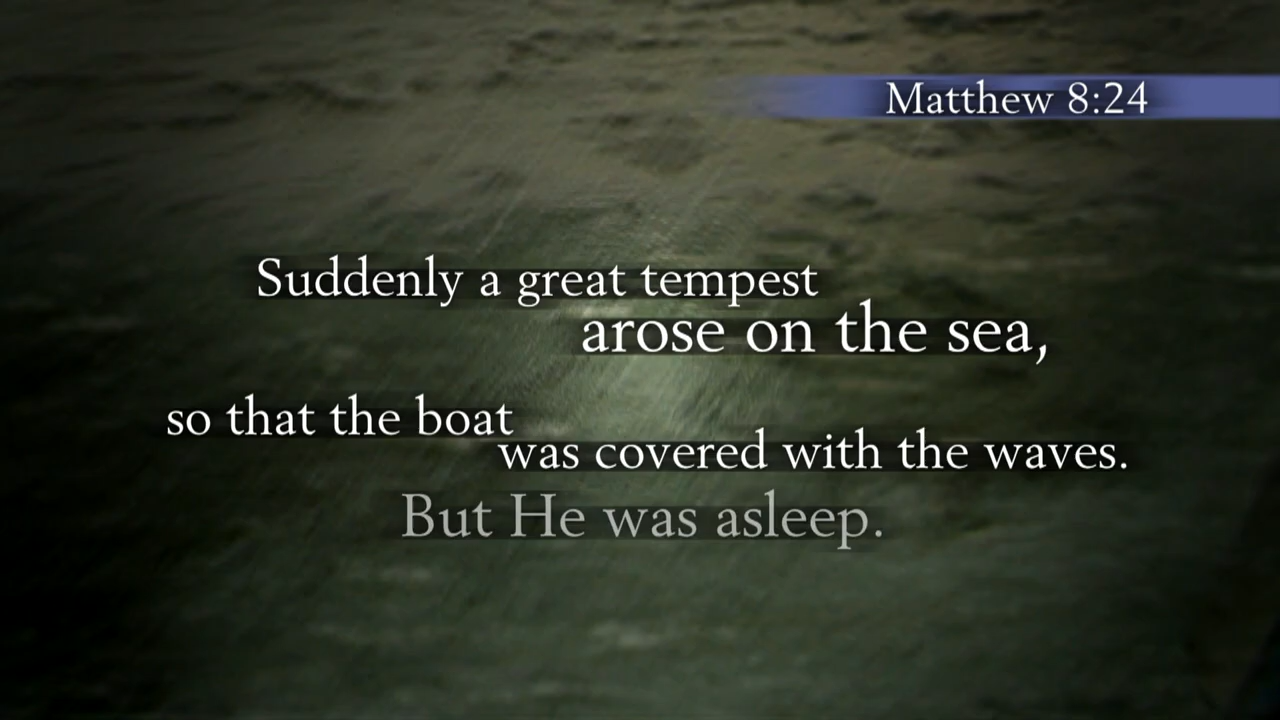 Matthew 8:24
Suddenly a great tempest
arose on the sea,
so that the boat
was covered with the waves.
But He was asleep.